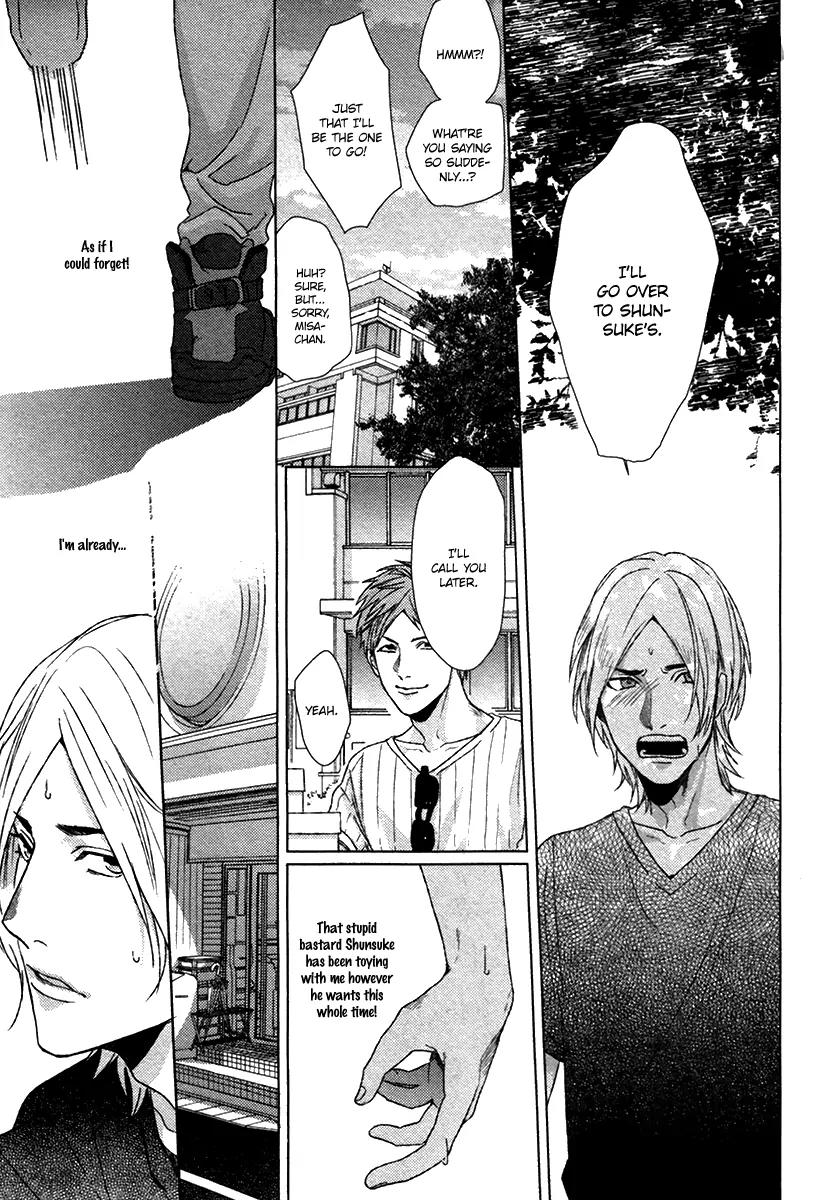 I'LL
GO OVER
TO SHUN-
SUKE'S.
HMMM?!
WHAT'RE
YOU SAYING
SO SUDDE-
NLY...?
JUST
THAT I'LL
BE THE ONE
TO GO!
HUH?
SURE,
BUT...
SORRY,
MISA-
CHAN.
I'LL
CALL YOU
LATER.
YEAH.
That stupid
bastard Shunsuke
has been toying
with me however
he wants this
whole time!
As if I
could forget!
I'm already...